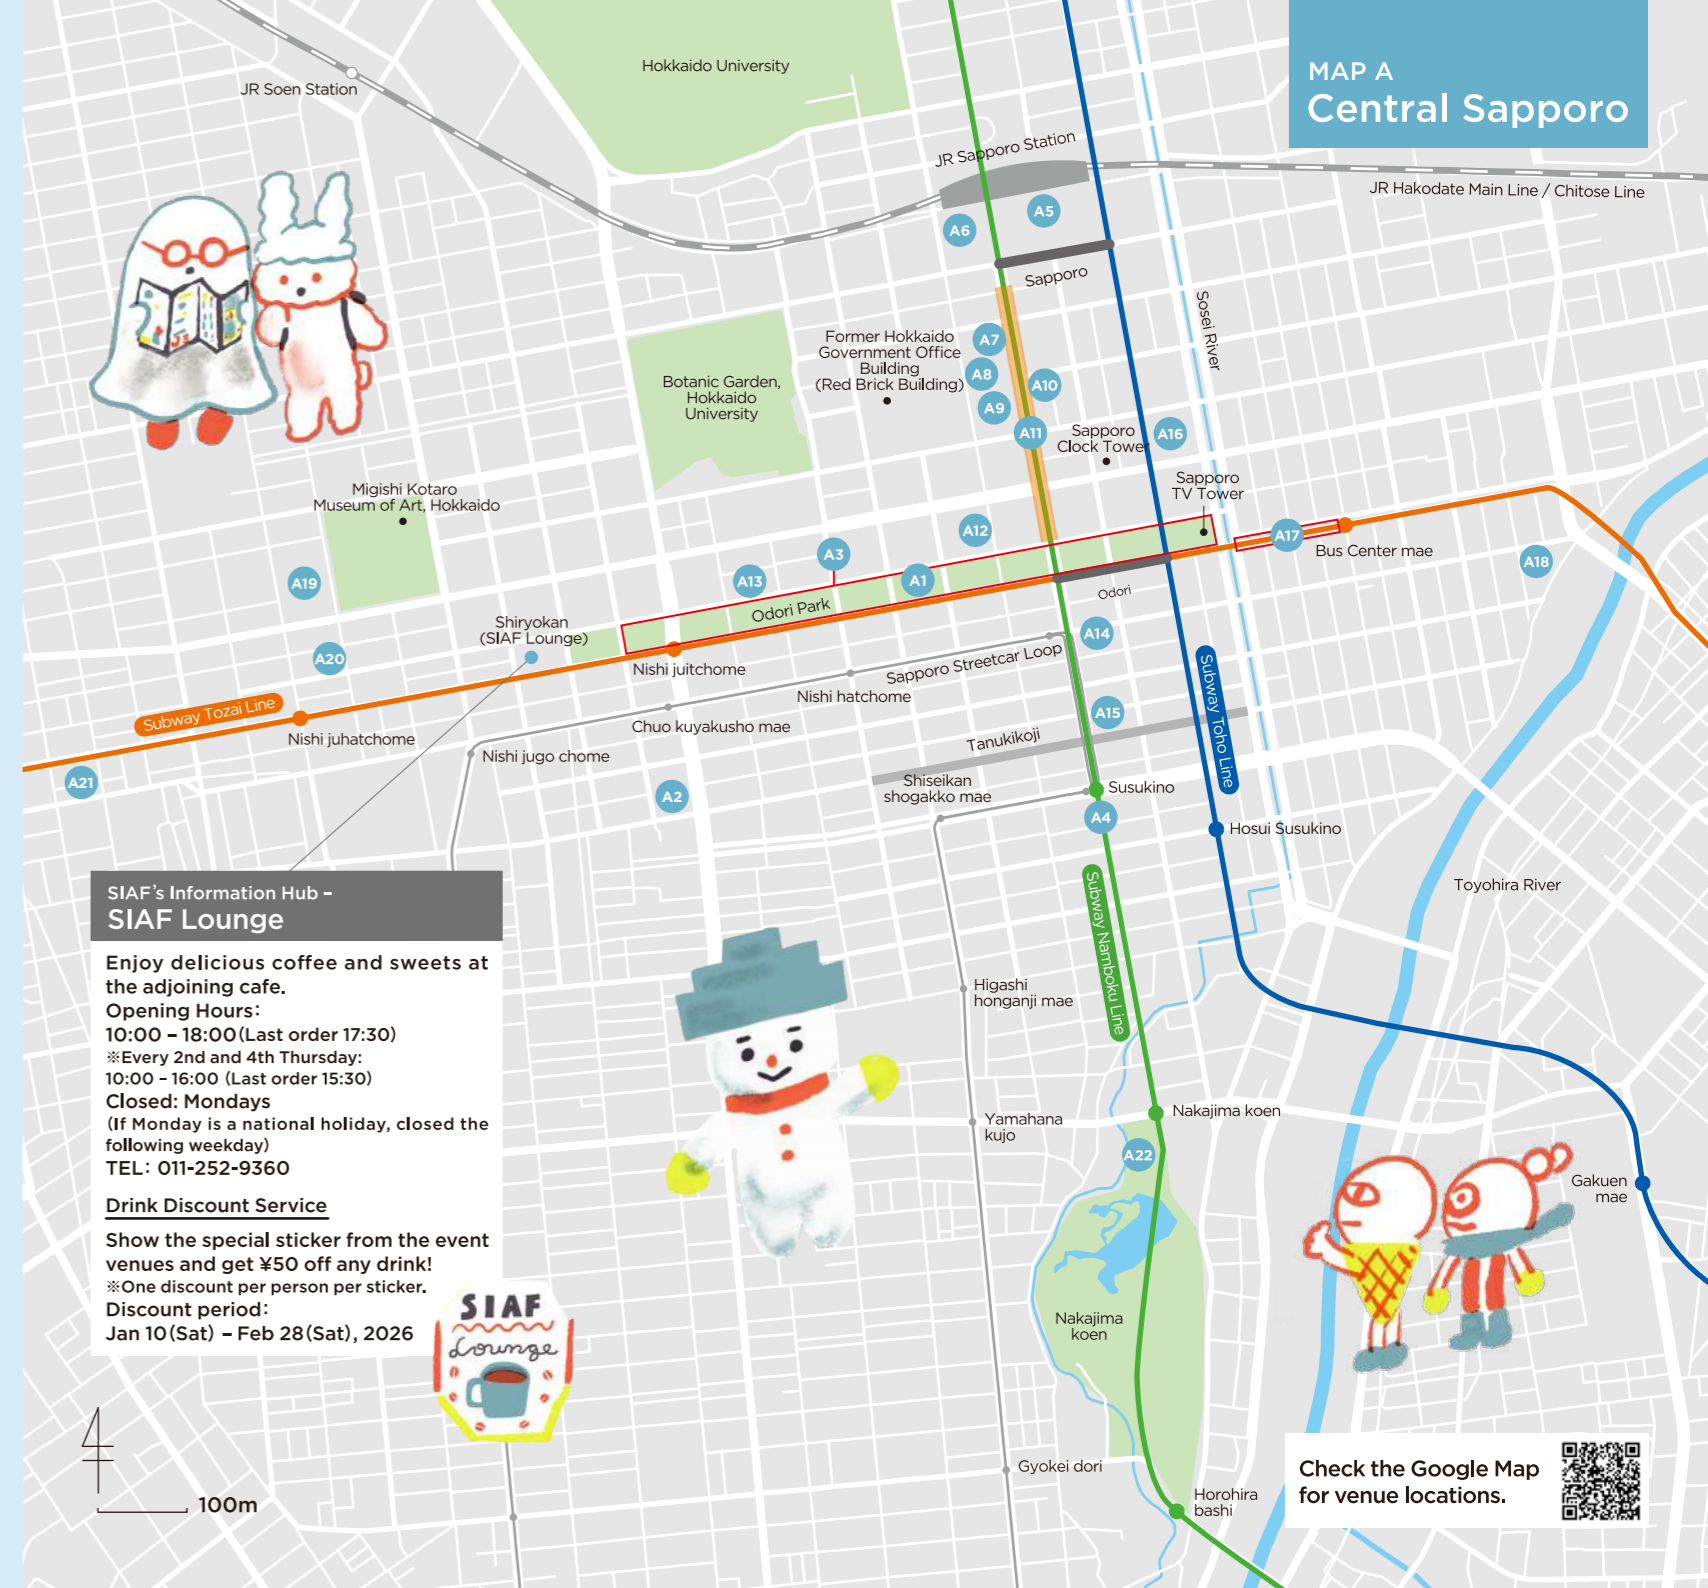 MAP A
Central Sapporo
Hokkaido University
JR Soen Station
JR Sapporo Station
JR Hakodate Main Line / Chitose Line
A5
A6
Sapporo
Sosei River
Former Hokkaido
Government Office
Building
(Red Brick Building)
A7
A8
A9
A10
A11
Botanic Garden,
Hokkaido
University
Sapporo
Clock Tower
A16
Sapporo
TV Tower
Migishi Kotaro
Museum of Art, Hokkaido
A12
A3
A13
A1
A17
Bus Center mae
A18
A19
Odori Park
Odori
Shiryokan
(SIAF Lounge)
A20
A14
Nishi juitchome
Sapporo Streetcar Loop
Nishi hatchome
Subway Tozai Line
Nishi juhatchome
Chuo kuyakusho mae
A15
Subway Toho Line
Tanukikoji
Nishi jugo chome
A21
A2
Shiseikan
shogakko mae
Susukino
A4
Hosui Susukino
Toyohira River
Subway Namboku Line
SIAF's Information Hub –
SIAF Lounge
Enjoy delicious coffee and sweets at
the adjoining cafe.
Opening Hours:
10:00 – 18:00(Last order 17:30)
※Every 2nd and 4th Thursday:
10:00 – 16:00 (Last order 15:30)
Closed: Mondays
(If Monday is a national holiday, closed the
following weekday)
TEL: 011-252-9360
Drink Discount Service
Show the special sticker from the event
venues and get ¥50 off any drink!
※One discount per person per sticker.
Discount period:
Jan 10(Sat) – Feb 28(Sat), 2026
SIAF
Lounge
100m
Higashi
honganji mae
Yamahana
kujo
Nakajima koen
A22
Gakuen
mae
Nakajima
koen
Gyokei dori
Horohira
bashi
Check the Google Map
for venue locations.